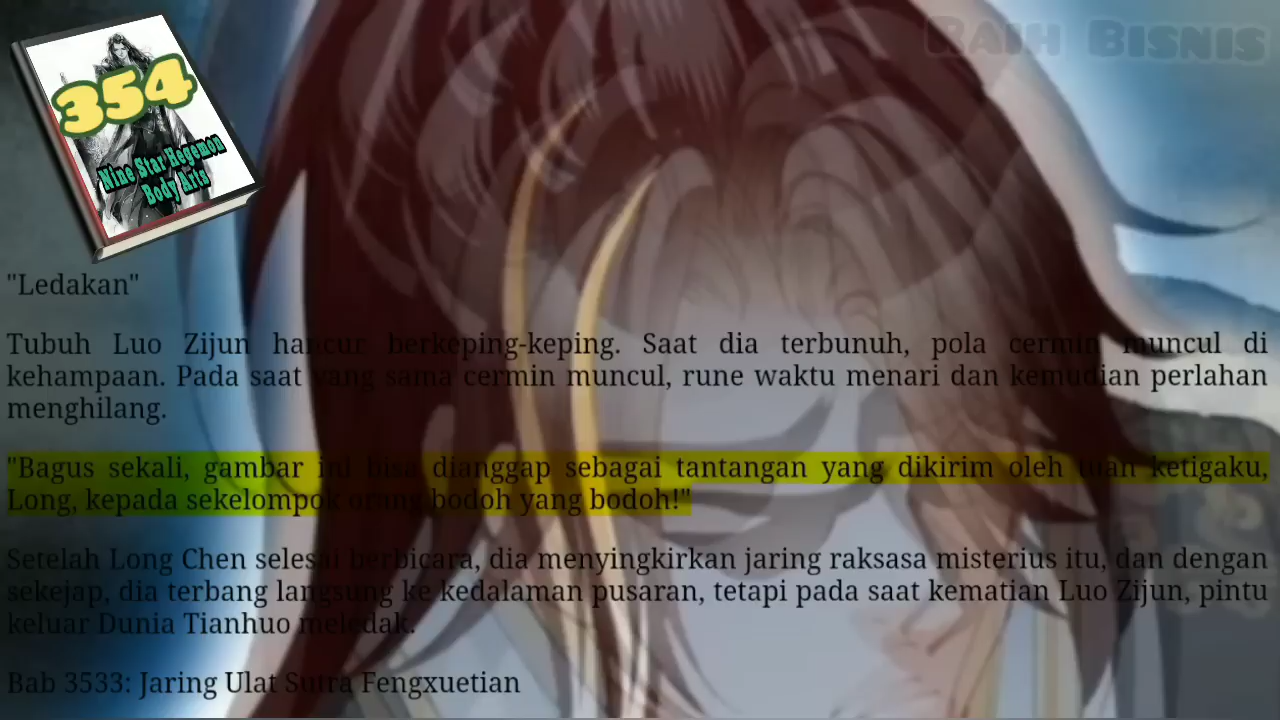 RAIH BISNIS
354
Nine Star Hegemon
Body Arts
"Ledakan"
Tubuh Luo Zijun hancur berkeping-keping. Saat dia terbunuh, pola cermin muncul di
kehampaan. Pada saat yang sama cermin muncul, rune waktu menari dan kemudian perlahan
menghilang.
"Bagus sekali, gambar ini bisa dianggap sebagai tantangan yang dikirim oleh tuan ketigaku,
Long, kepada sekelompok orang bodoh yang bodoh!"
Setelah Long Chen selesai berbicara, dia menyingkirkan jaring raksasa misterius itu, dan dengan
sekejap, dia terbang langsung ke kedalaman pusaran, tetapi pada saat kematian Luo Zijun, pintu
keluar Dunia Tianhuo meledak.
Bab 3533: Jaring Ulat Sutra Fengxuetian